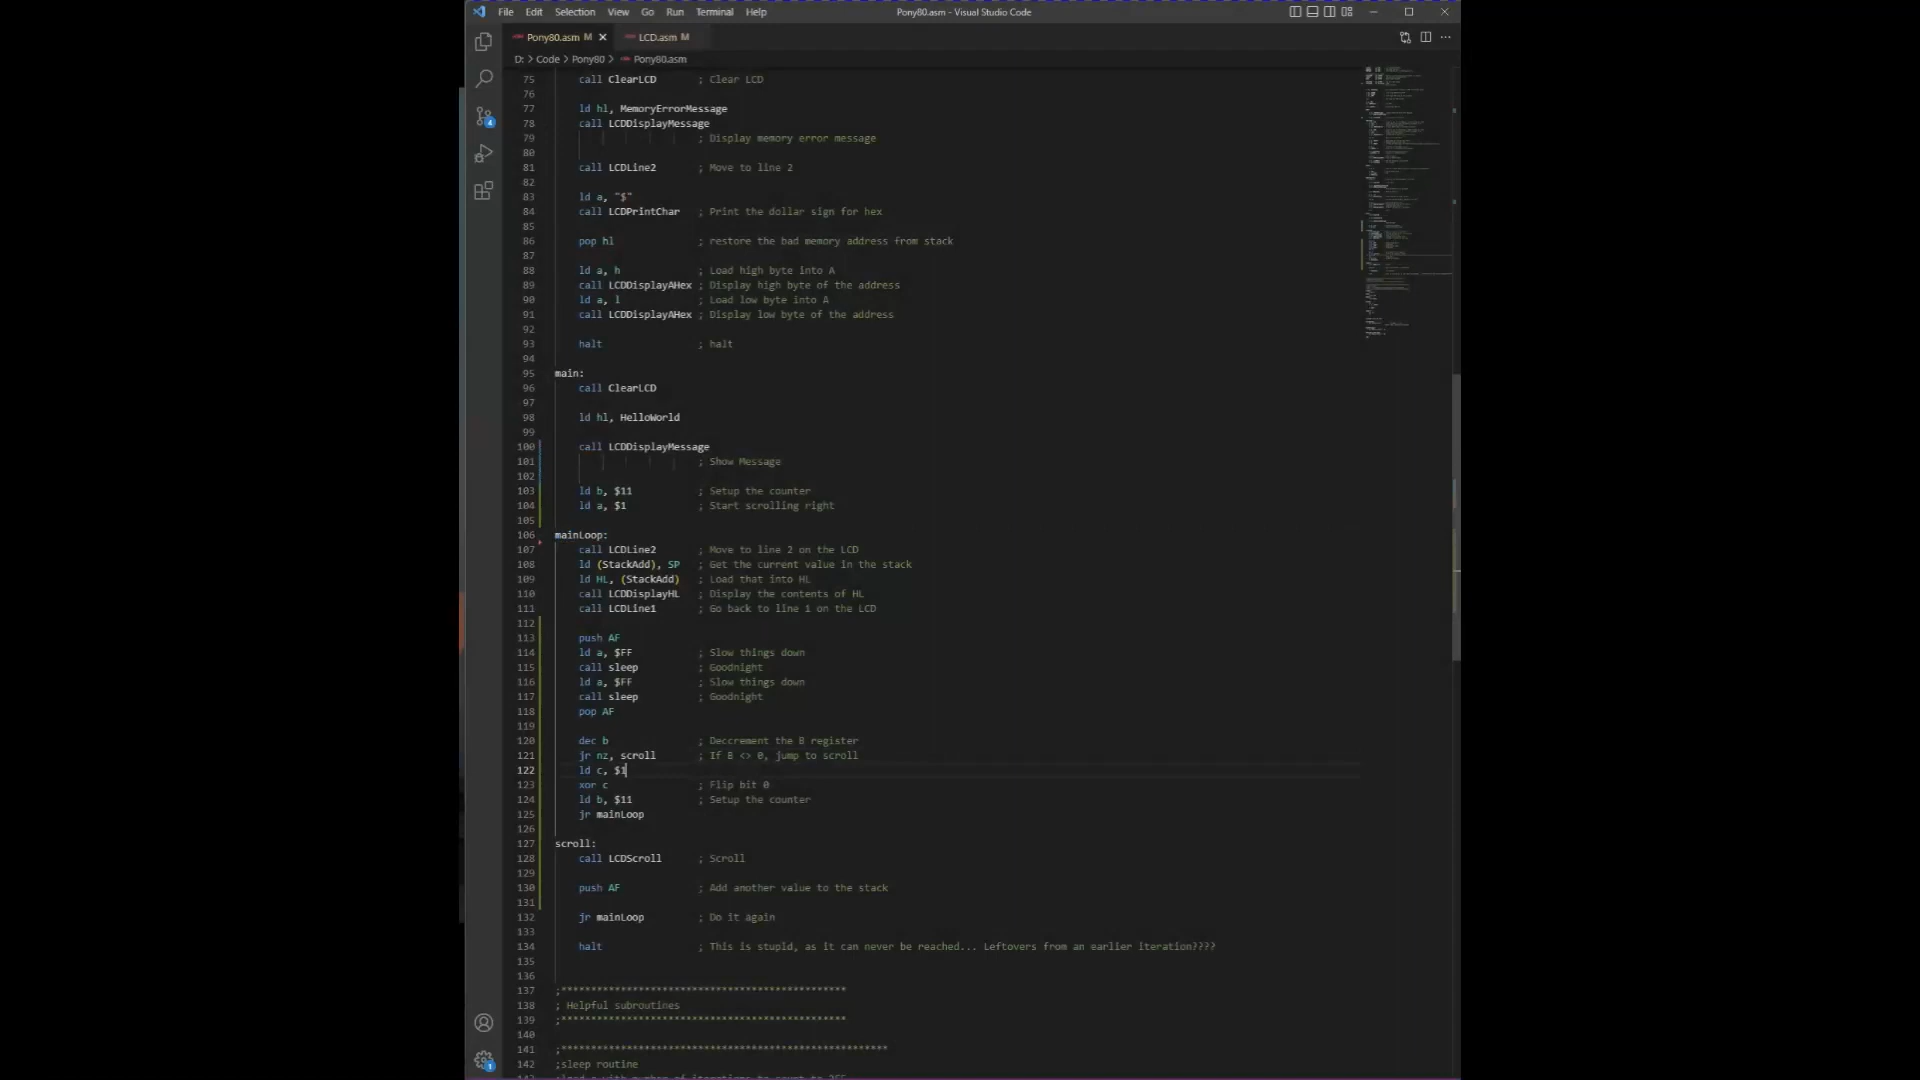 File Edit Selection View Go Run Terminal Help Pony80.asm - Visual Studio Code
Pony80.asm M LCD.asm M
D: > Code > Pony80 > Pony80.asm
75 call ClearLCD ; Clear LCD
76
77 ld hl, MemoryErrorMessage
78 call LCDDisplayMessage
79 ; Display memory error message
80
81 call LCDLine2 ; Move to line 2
82
83 ld a, "$"
84 call LCDPrintChar ; Print the dollar sign for hex
85
86 pop hl ; restore the bad memory address from stack
87
88 ld a, h ; Load high byte into A
89 call LCDDisplayAHex ; Display high byte of the address
90 ld a, l ; Load low byte into A
91 call LCDDisplayAHex ; Display low byte of the address
92
93 halt ; halt
94
95 main:
96 call ClearLCD
97
98 ld hl, HelloWorld
99
100 call LCDDisplayMessage
101 ; Show Message
102
103 ld b, $11 ; Setup the counter
104 ld a, $1 ; Start scrolling right
105
106 mainLoop:
107 call LCDLine2 ; Move to line 2 on the LCD
108 ld (StackAdd), SP ; Get the current value in the stack
109 ld HL, (StackAdd) ; Load that into HL
110 call LCDDisplayHL ; Display the contents of HL
111 call LCDLine1 ; Go back to line 1 on the LCD
112
113 push AF
114 ld a, $FF ; Slow things down
115 call sleep ; Goodnight
116 ld a, $FF ; Slow things down
117 call sleep ; Goodnight
118 pop AF
119
120 dec b ; Deccrement the B register
121 jr nz, scroll ; If B <> 0, jump to scroll
122 ld c, $1
123 xor c ; Flip bit 0
124 ld b, $11 ; Setup the counter
125 jr mainLoop
126
127 scroll:
128 call LCDScroll ; Scroll
129
130 push AF ; Add another value to the stack
131
132 jr mainLoop ; Do it again
133
134 halt ; This is stupid, as it can never be reached... Leftovers from an earlier iteration????
135
136
137 ;************************************************
138 ; Helpful subroutines
139 ;************************************************
140
141 ;*******************************************************
142 ;sleep routine